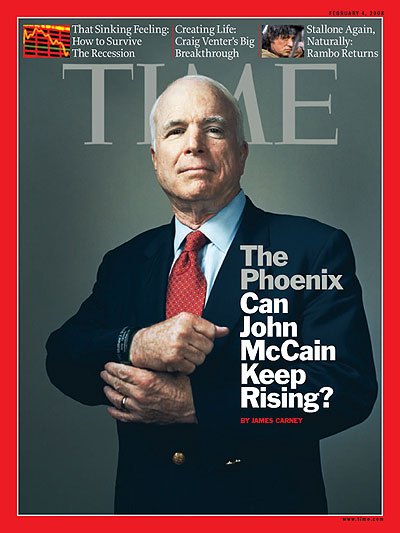 FEBRUARY 4, 2008
That Sinking Feeling:
How to Survive
The Recession
Creating Life:
Craig Venter's Big
Breakthrough
Stallone Again,
Naturally:
Rambo Returns
TIME
The
Phoenix
Can
John
McCain
Keep
Rising?
BY JAMES CARNEY
www.time.com